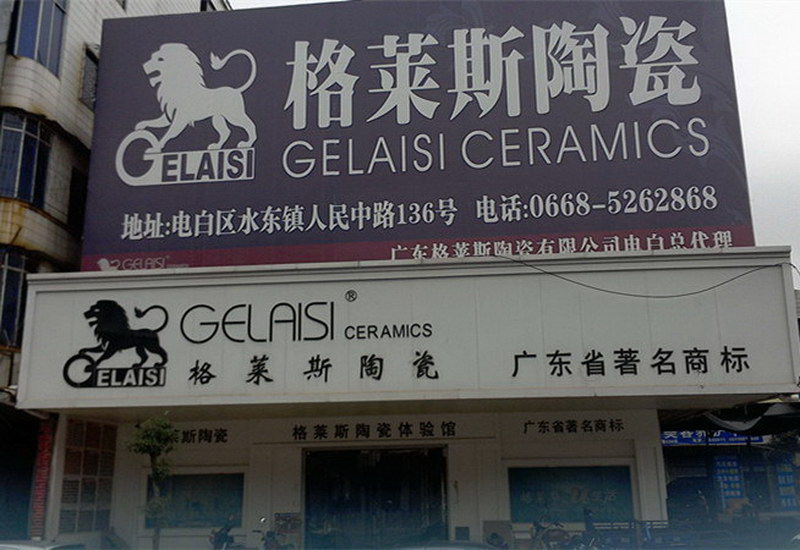 格莱斯陶瓷
GELAISI CERAMICS
GELAISI
地址:电白区水东镇人民中路136号 电话:0668-5262868
GELAISI
广东格莱斯陶瓷有限公司电白总代理
GELAISI® CERAMICS
GELAISI
格莱斯陶瓷 广东省著名商标
莱斯陶瓷
格莱斯陶瓷体验馆
广东省著名商标
格莱